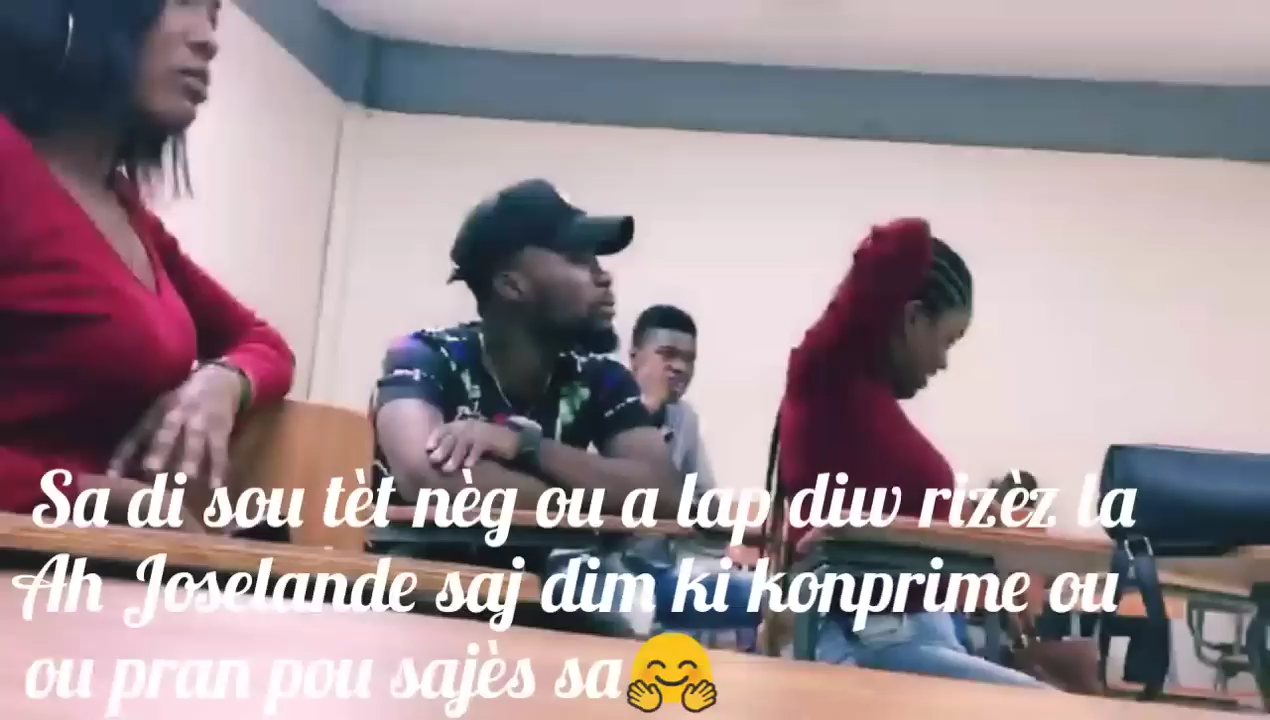 Sa di sou tèt nèg ou a lap diw rizèz la
Ah Joselande saj dim ki konprime ou
ou pran pou sajès sa🤗